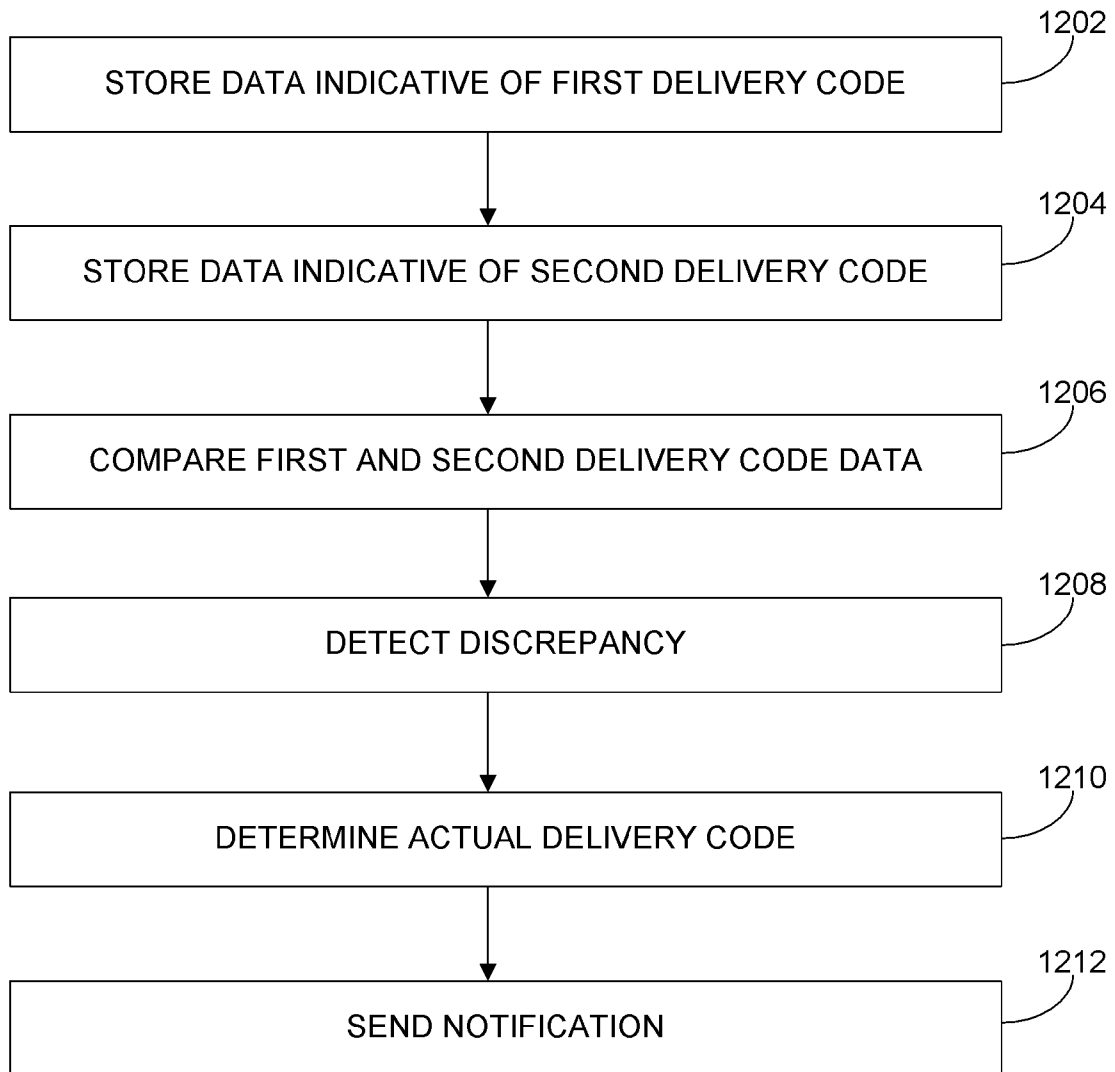 1202
STORE DATA INDICATIVE OF FIRST DELIVERY CODE
1204
STORE DATA INDICATIVE OF SECOND DELIVERY CODE
1206
COMPARE FIRST AND SECOND DELIVERY CODE DATA
1208
DETECT DISCREPANCY
1210
DETERMINE ACTUAL DELIVERY CODE
1212
SEND NOTIFICATION